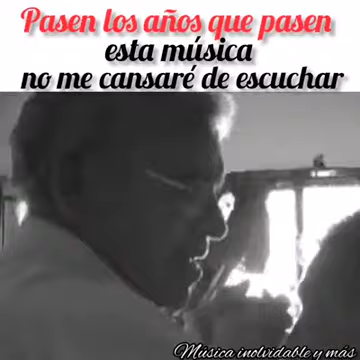 Pasen los años que pasen
esta música
no me cansaré de escuchar
Música inolvidable y más